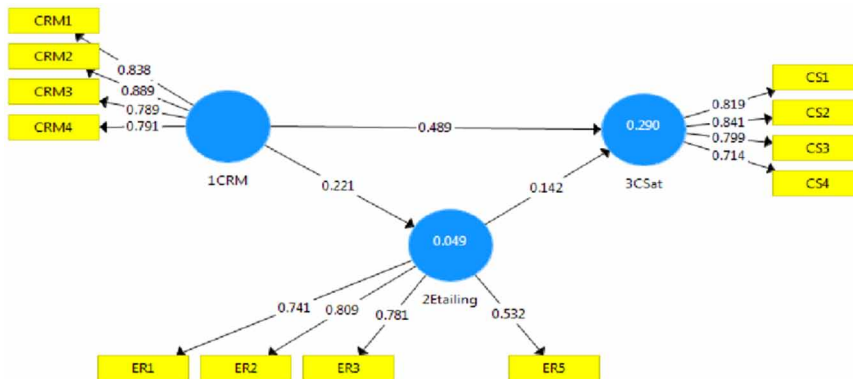 CRM1
CRM2
CRM3
CRM4
0.838
0.889
0.789
0.791
1CRM
0.489
0.221
0.290
3CSat
0.142
0.819
0.841
0.799
0.714
CS1
CS2
CS3
CS4
0.049
2Etailing
0.741
0.809
0.781
0.532
ER1
ER2
ER3
ER5